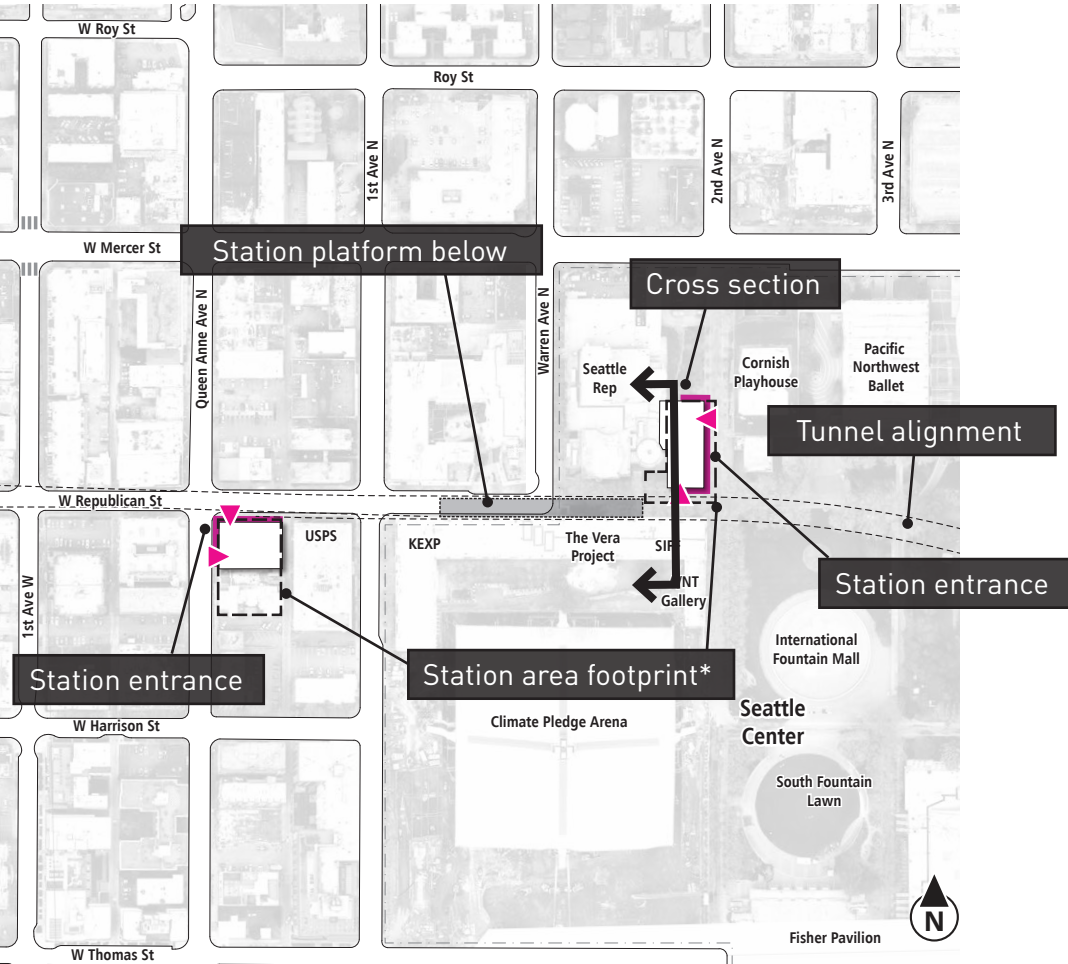 W Roy St
Roy St
1st Ave N
2nd Ave N
3rd Ave N
W Mercer St
Station platform below
Cross section
Queen Anne Ave N
Warren Ave N
Seattle
Rep
Cornish
Playhouse
Pacific
Northwest
Ballet
Tunnel alignment
W Republican St
USPS
KEXP
The Vera
Project
SIFF
VNT
Gallery
1st Ave W
Station entrance
International
Fountain Mall
Station entrance
Station area footprint*
W Harrison St
Climate Pledge Arena
Seattle
Center
South Fountain
Lawn
N
Fisher Pavilion
W Thomas St